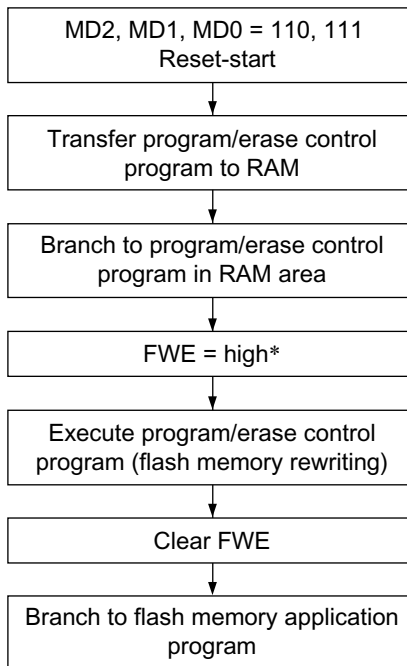 MD2, MD1, MD0 = 110, 111
Reset-start
Transfer program/erase control
program to RAM
Branch to program/erase control
program in RAM area
FWE = high*
Execute program/erase control
program (flash memory rewriting)
Clear FWE
Branch to flash memory application
program